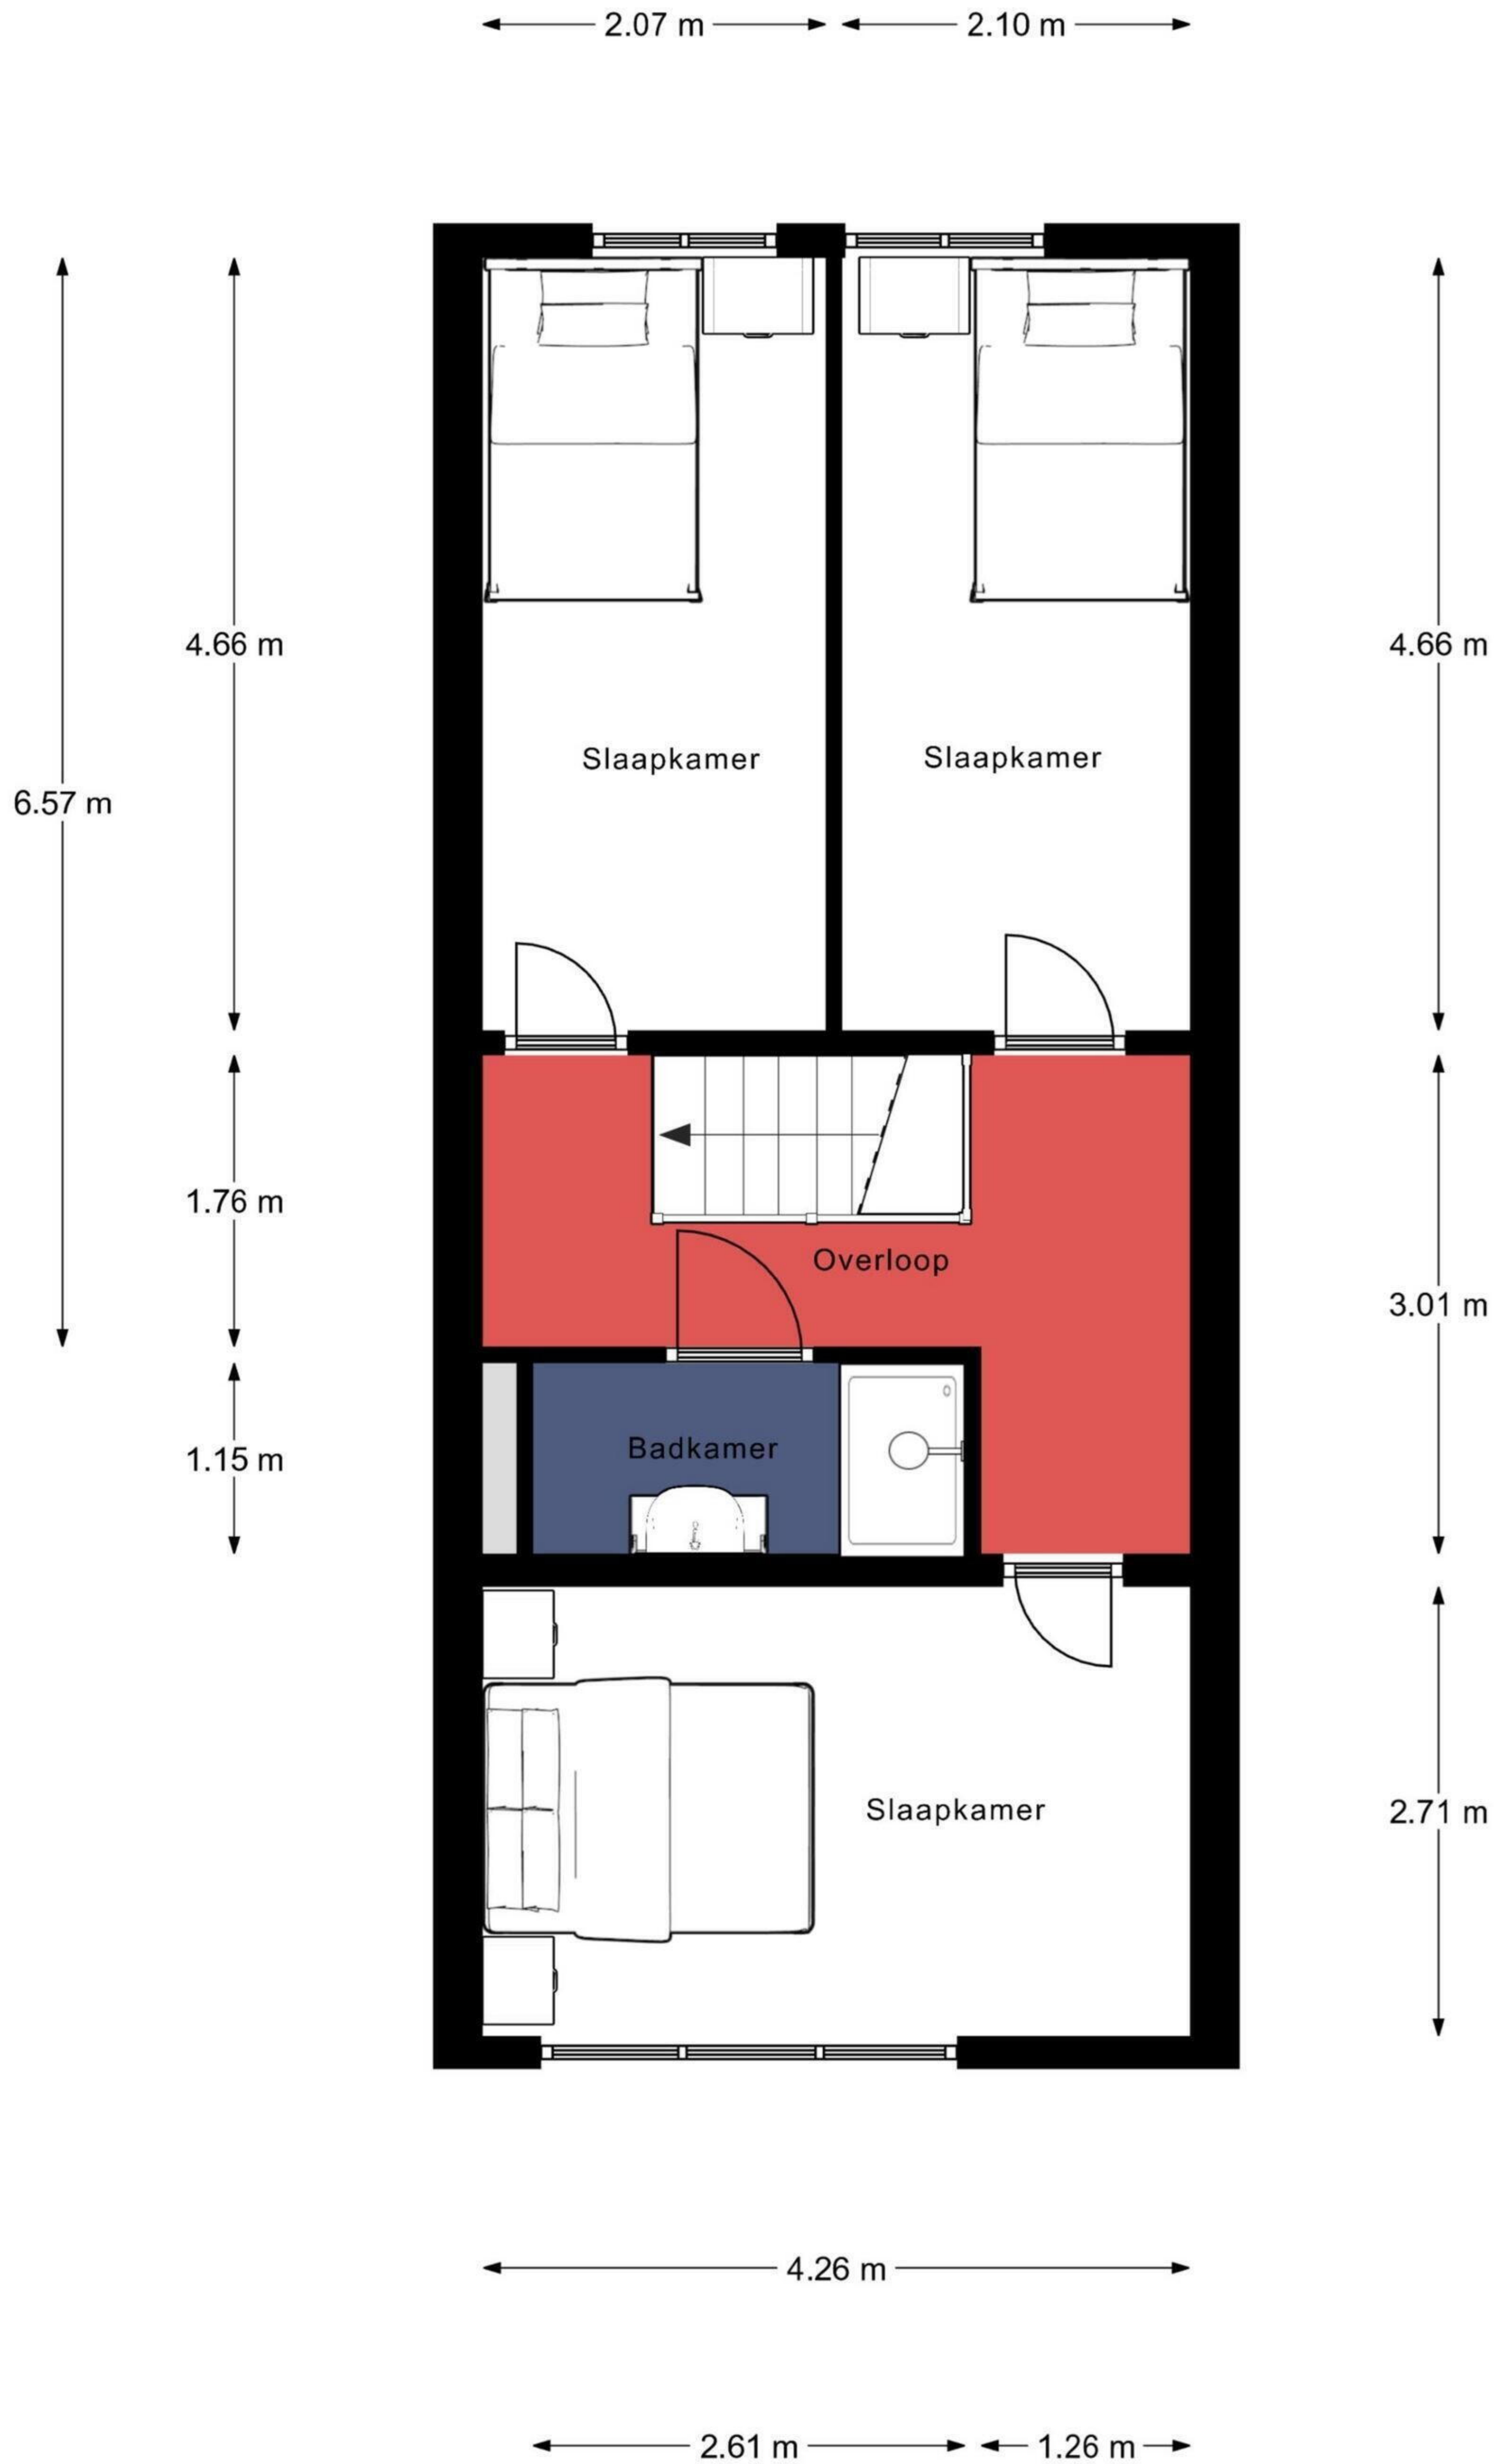 2.07 m
2.10 m
4.66 m
4.66 m
Slaapkamer
Slaapkamer
6.57 m
1.76 m
Overloop
3.01 m
Badkamer
1.15 m
Slaapkamer
2.71 m
4.26 m
2.61 m
1.26 m